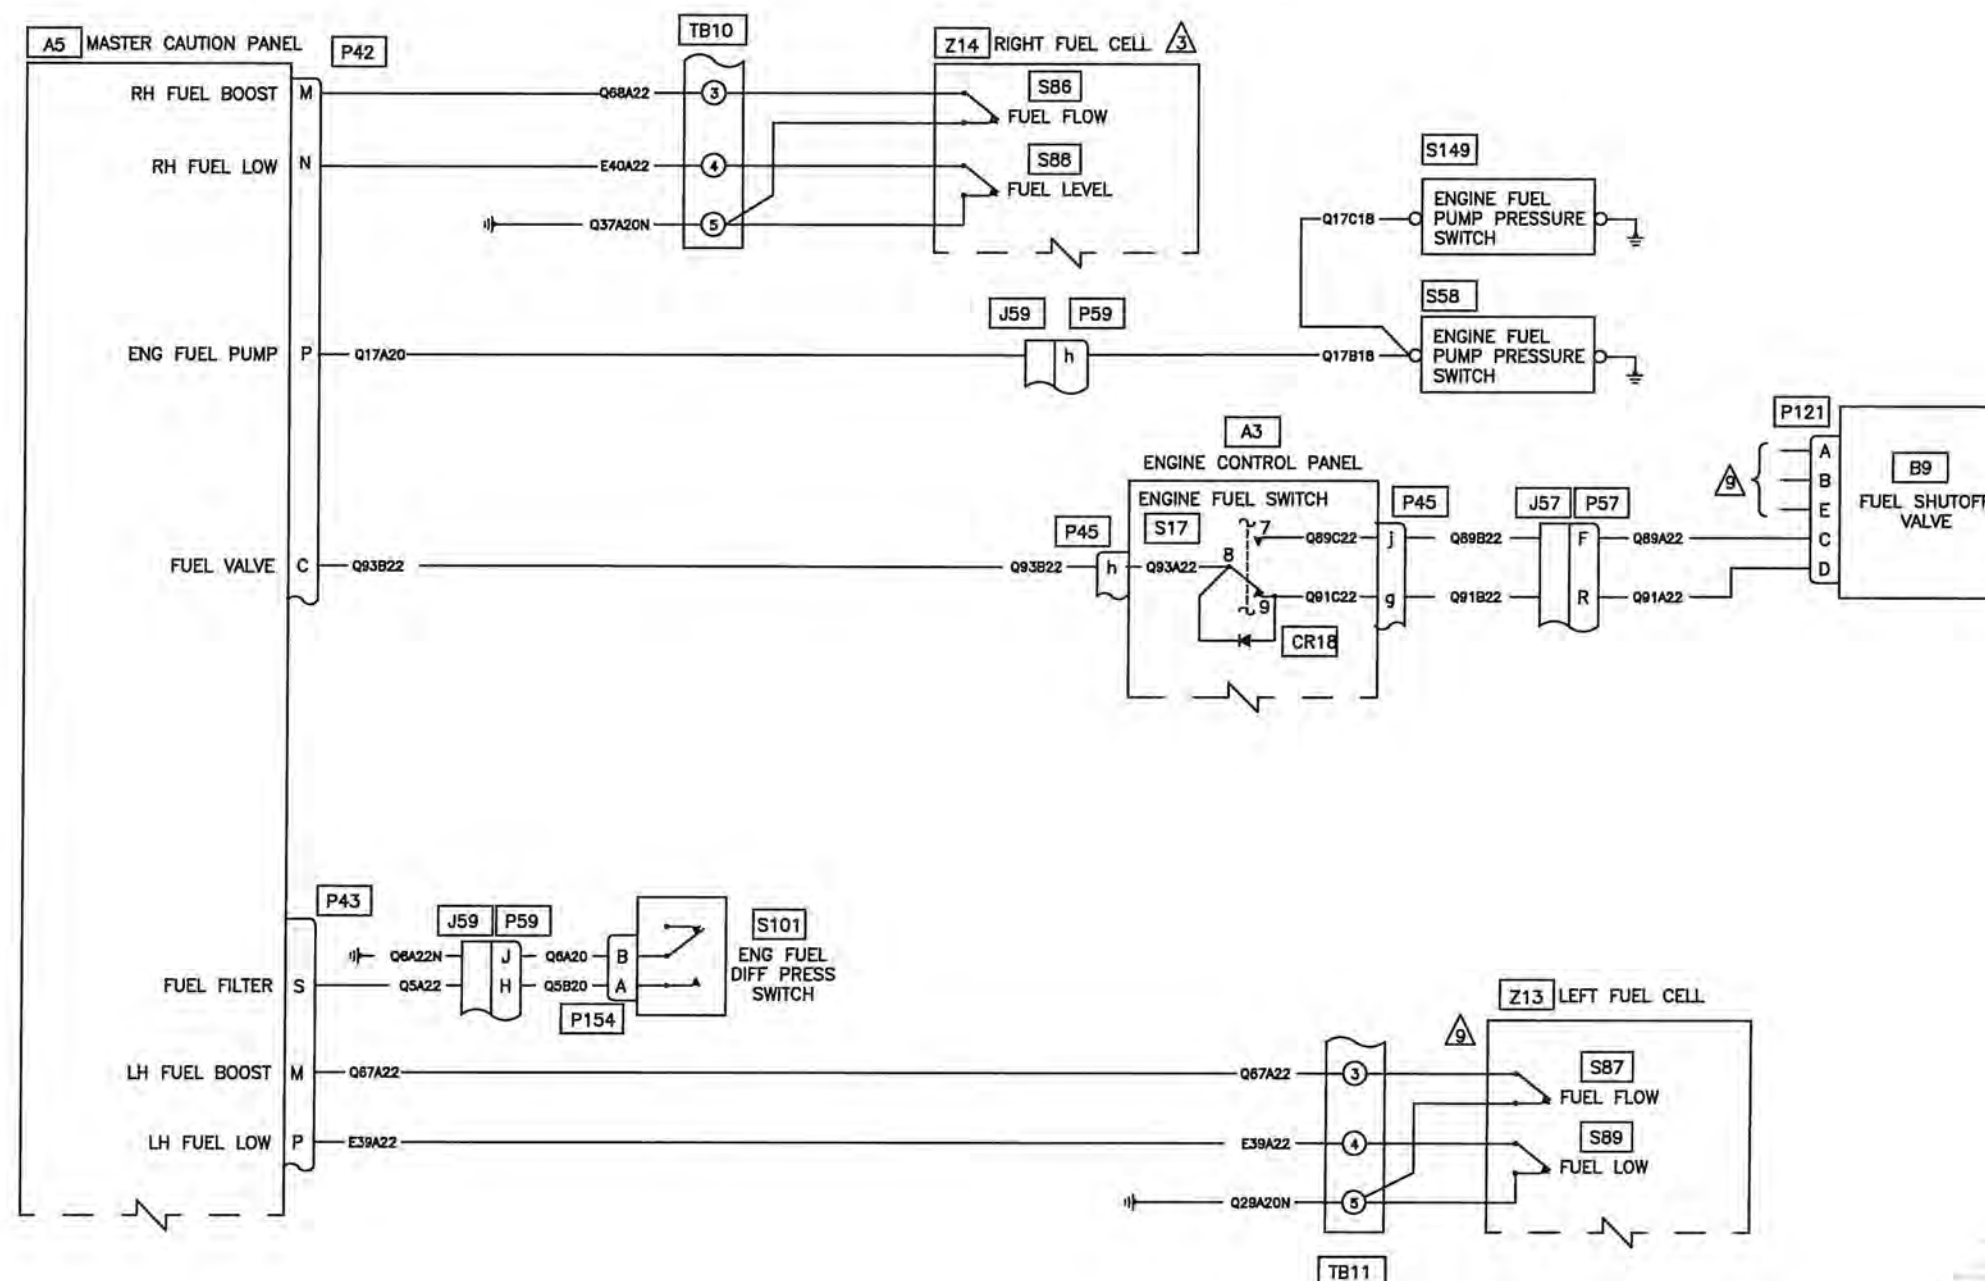 A5 MASTER CAUTION PANEL
P42
TB10
Z14 RIGHT FUEL CELL 3
RH FUEL BOOST M Q68A22 3
S86
FUEL FLOW
RH FUEL LOW N E40A22 4
S88
FUEL LEVEL
Q37A20N 5
S149
ENGINE FUEL
PUMP PRESSURE
SWITCH
Q17C18
S58
ENGINE FUEL
PUMP PRESSURE
SWITCH
J59 P59
ENG FUEL PUMP P Q17A20 h Q17B18
A3
ENGINE CONTROL PANEL
ENGINE FUEL SWITCH
P45 S17 P45 J57 P57
P121
A
B
E
C
D
9
B9
FUEL SHUTOFF
VALVE
7 Q89C22 j Q89B22 F Q89A22
FUEL VALVE C Q93B22 Q93B22 h Q93A22 8
9 Q91C22 g Q91B22 R Q91A22
CR18
P43
J59 P59
S101
ENG FUEL
DIFF PRESS
SWITCH
Q6A22N J Q6A20 B
FUEL FILTER S Q5A22 H Q5B20 A
P154
Z13 LEFT FUEL CELL
9
LH FUEL BOOST M Q67A22 Q67A22 3
S87
FUEL FLOW
LH FUEL LOW P E39A22 E39A22 4
S89
FUEL LOW
Q29A20N 5
TB11